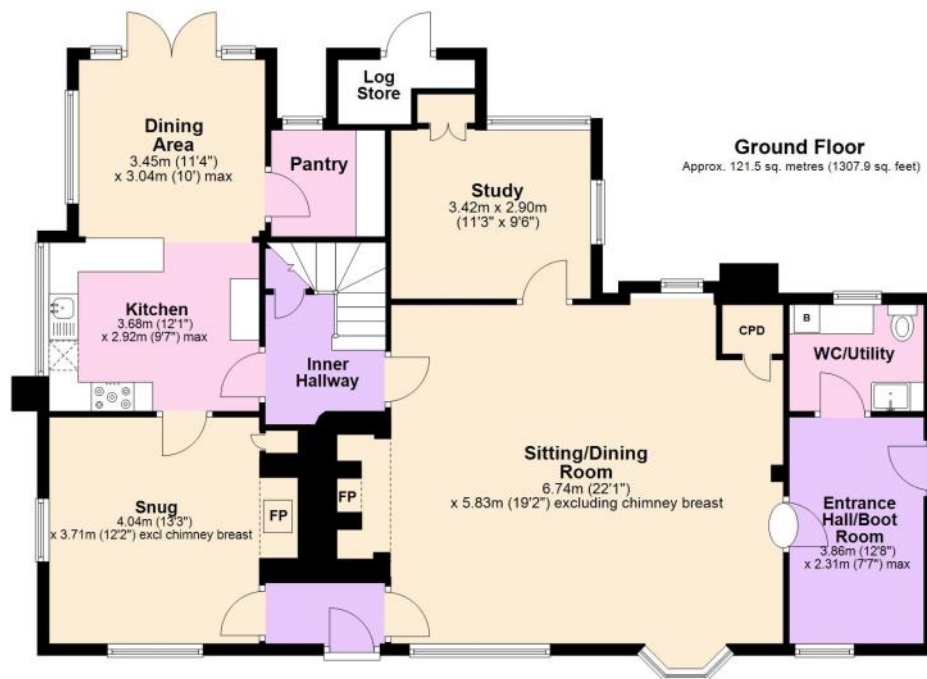 Log
Store
Dining
Area
3.45m (11'4")
x 3.04m (10') max
Pantry
Study
3.42m x 2.90m
(11'3" x 9'6")
Ground Floor
Approx. 121.5 sq. metres (1307.9 sq. feet)
Kitchen
3.68m (12'1")
x 2.92m (9'7") max
Inner
Hallway
CPD
B
WC/Utility
Snug
4.04m (13'3")
x 3.71m (12'2") excl chimney breast
FP
FP
Sitting/Dining
Room
6.74m (22'1")
x 5.83m (19'2") excluding chimney breast
Entrance
Hall/Boot
Room
3.86m (12'8")
x 2.31m (7'7") max